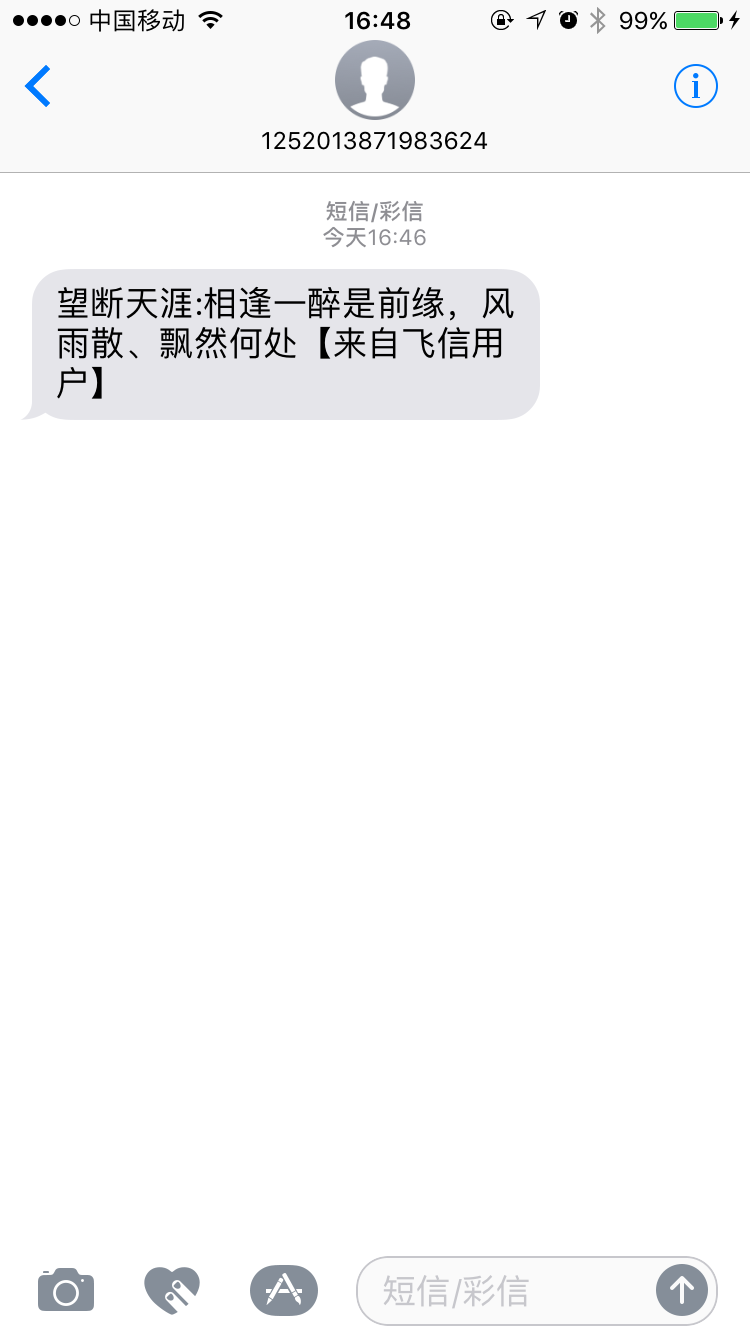 中国移动 16:48 99%
1252013871983624
短信/彩信
今天16:46
望断天涯:相逢一醉是前缘，风
雨散、飘然何处【来自飞信用
户】
短信/彩信